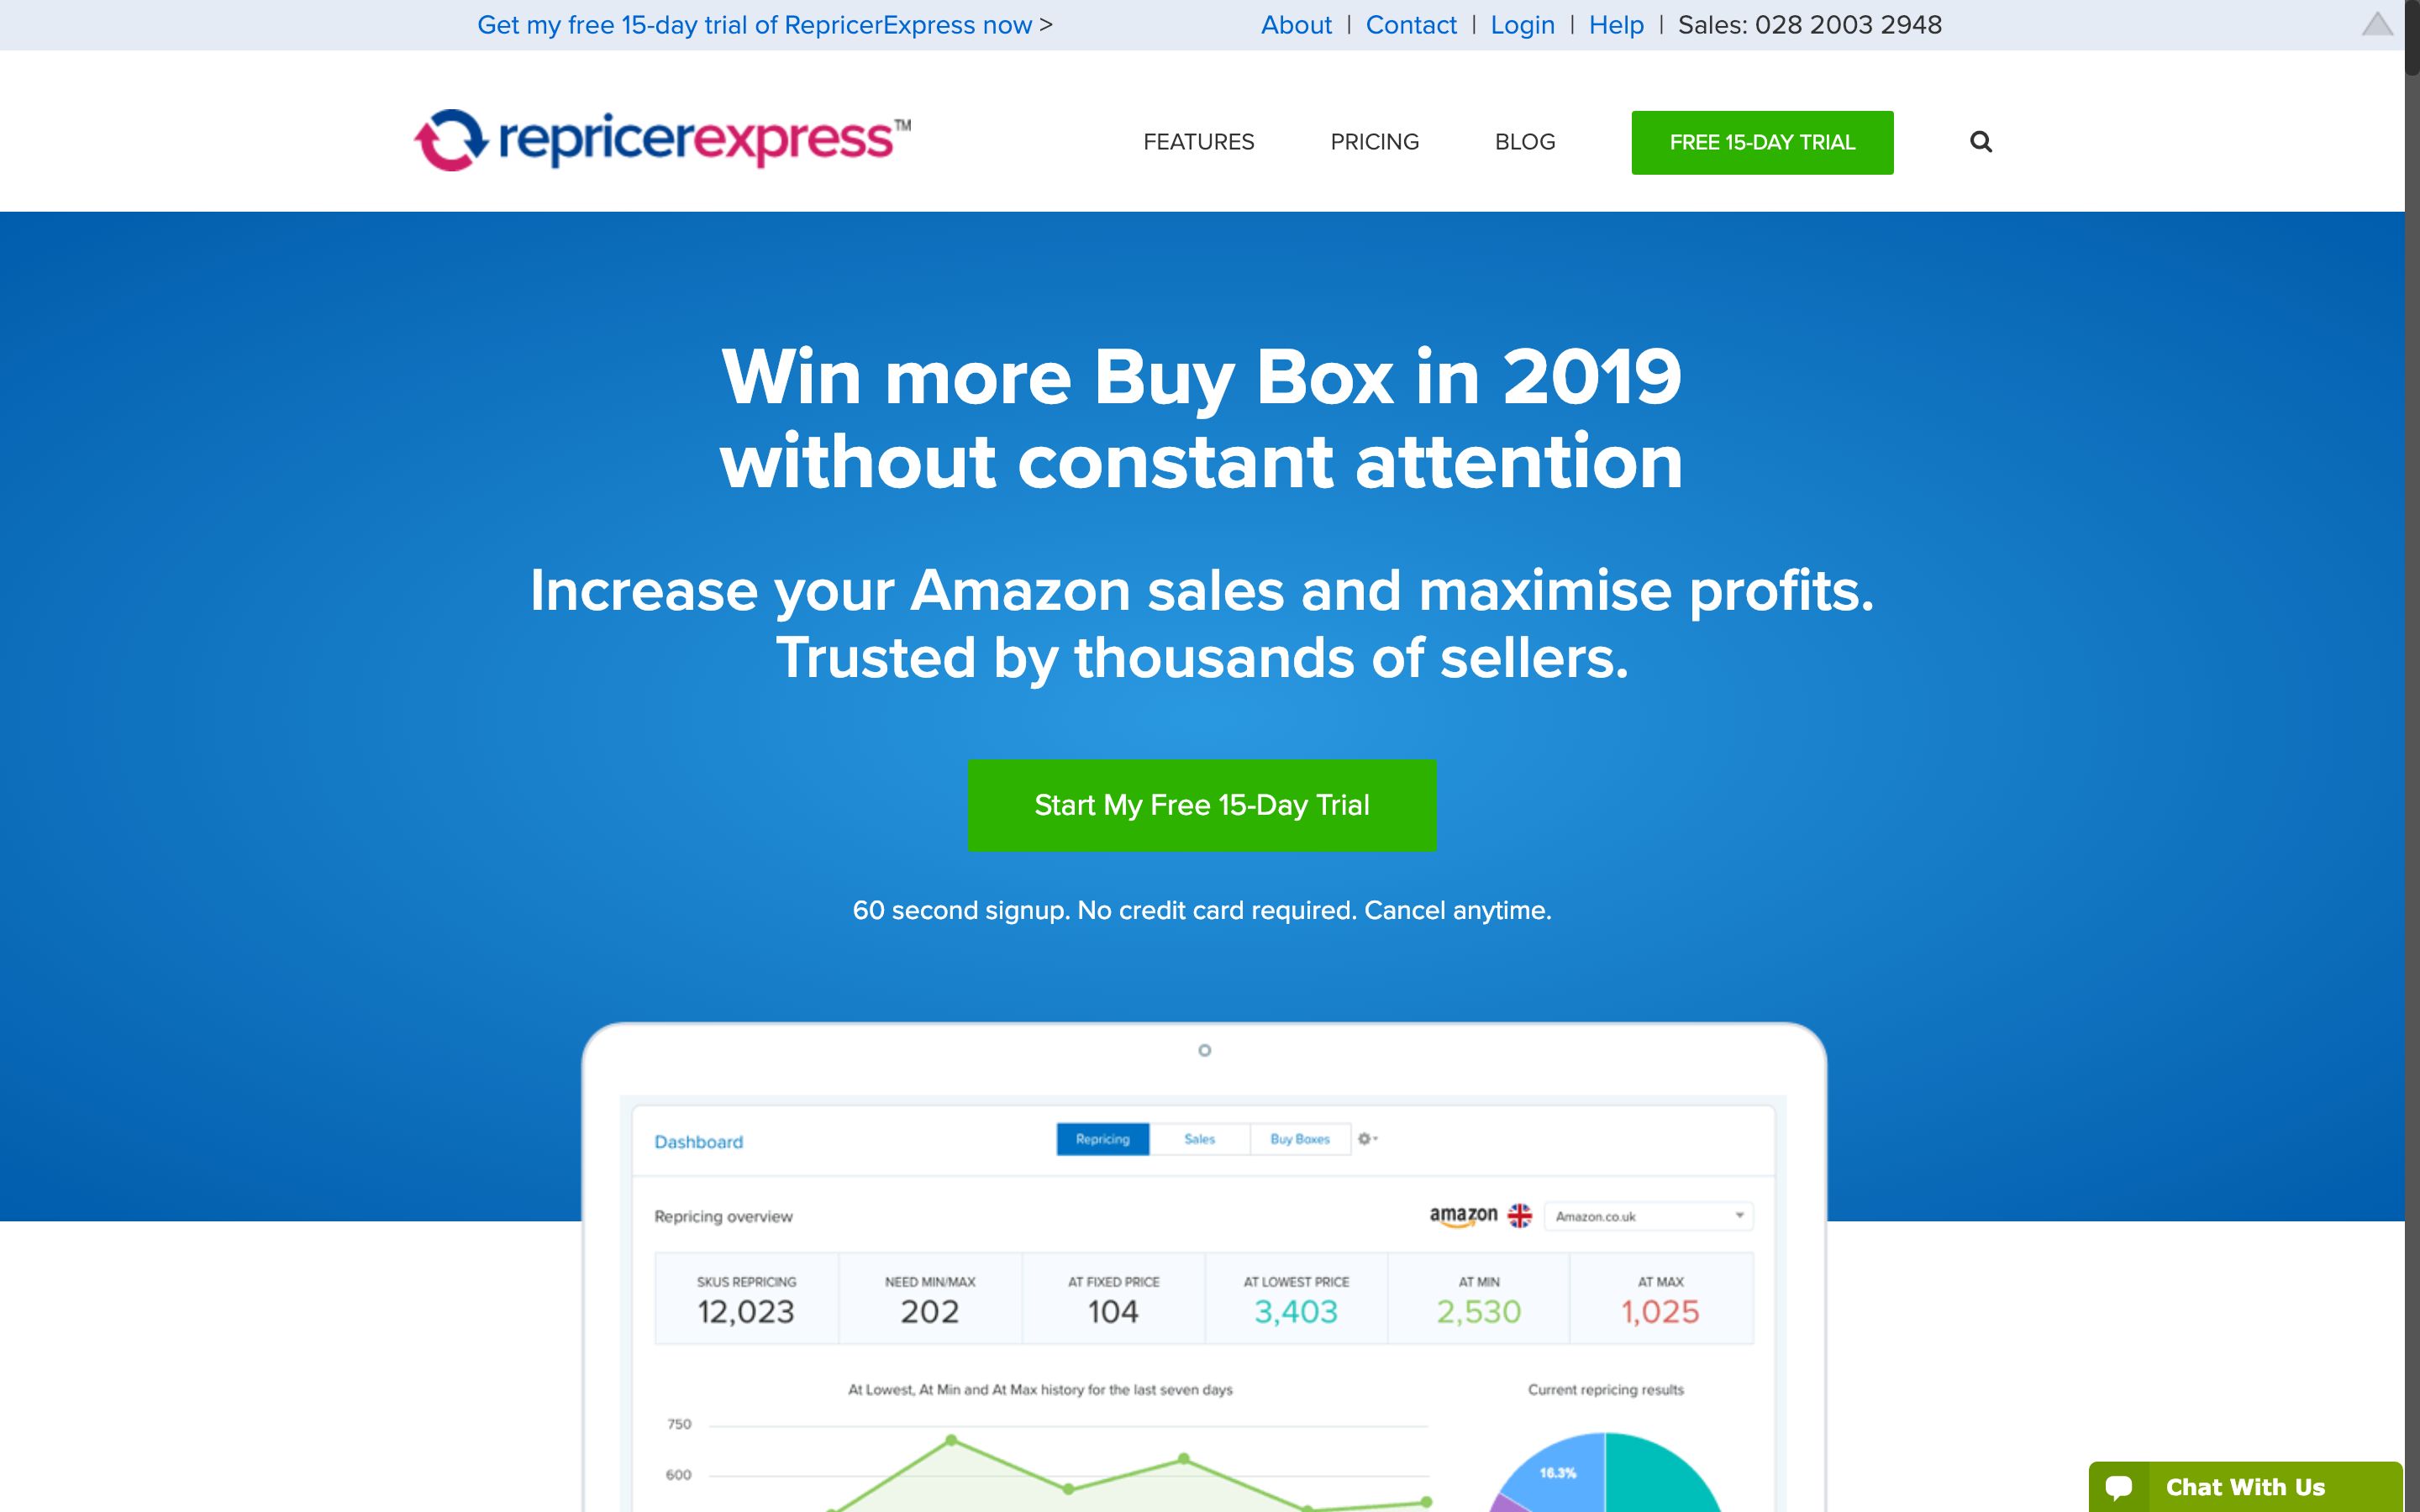 Get my free 15-day trial of RepricerExpress now >
About | Contact | Login | Help | Sales: 028 2003 2948
repricerexpress™
FEATURES
PRICING
BLOG
FREE 15-DAY TRIAL
Win more Buy Box in 2019
without constant attention
Increase your Amazon sales and maximise profits.
Trusted by thousands of sellers.
Start My Free 15-Day Trial
60 second signup. No credit card required. Cancel anytime.
Dashboard
Repricing
Sales
Buy Boxes
Repricing overview
amazon
Amazon.co.uk
SKUS REPRICING
12,023
NEED MIN/MAX
202
AT FIXED PRICE
104
AT LOWEST PRICE
3,403
AT MIN
2,530
AT MAX
1,025
At Lowest, At Min and At Max history for the last seven days
Current repricing results
750
600
16.3%
Chat With Us